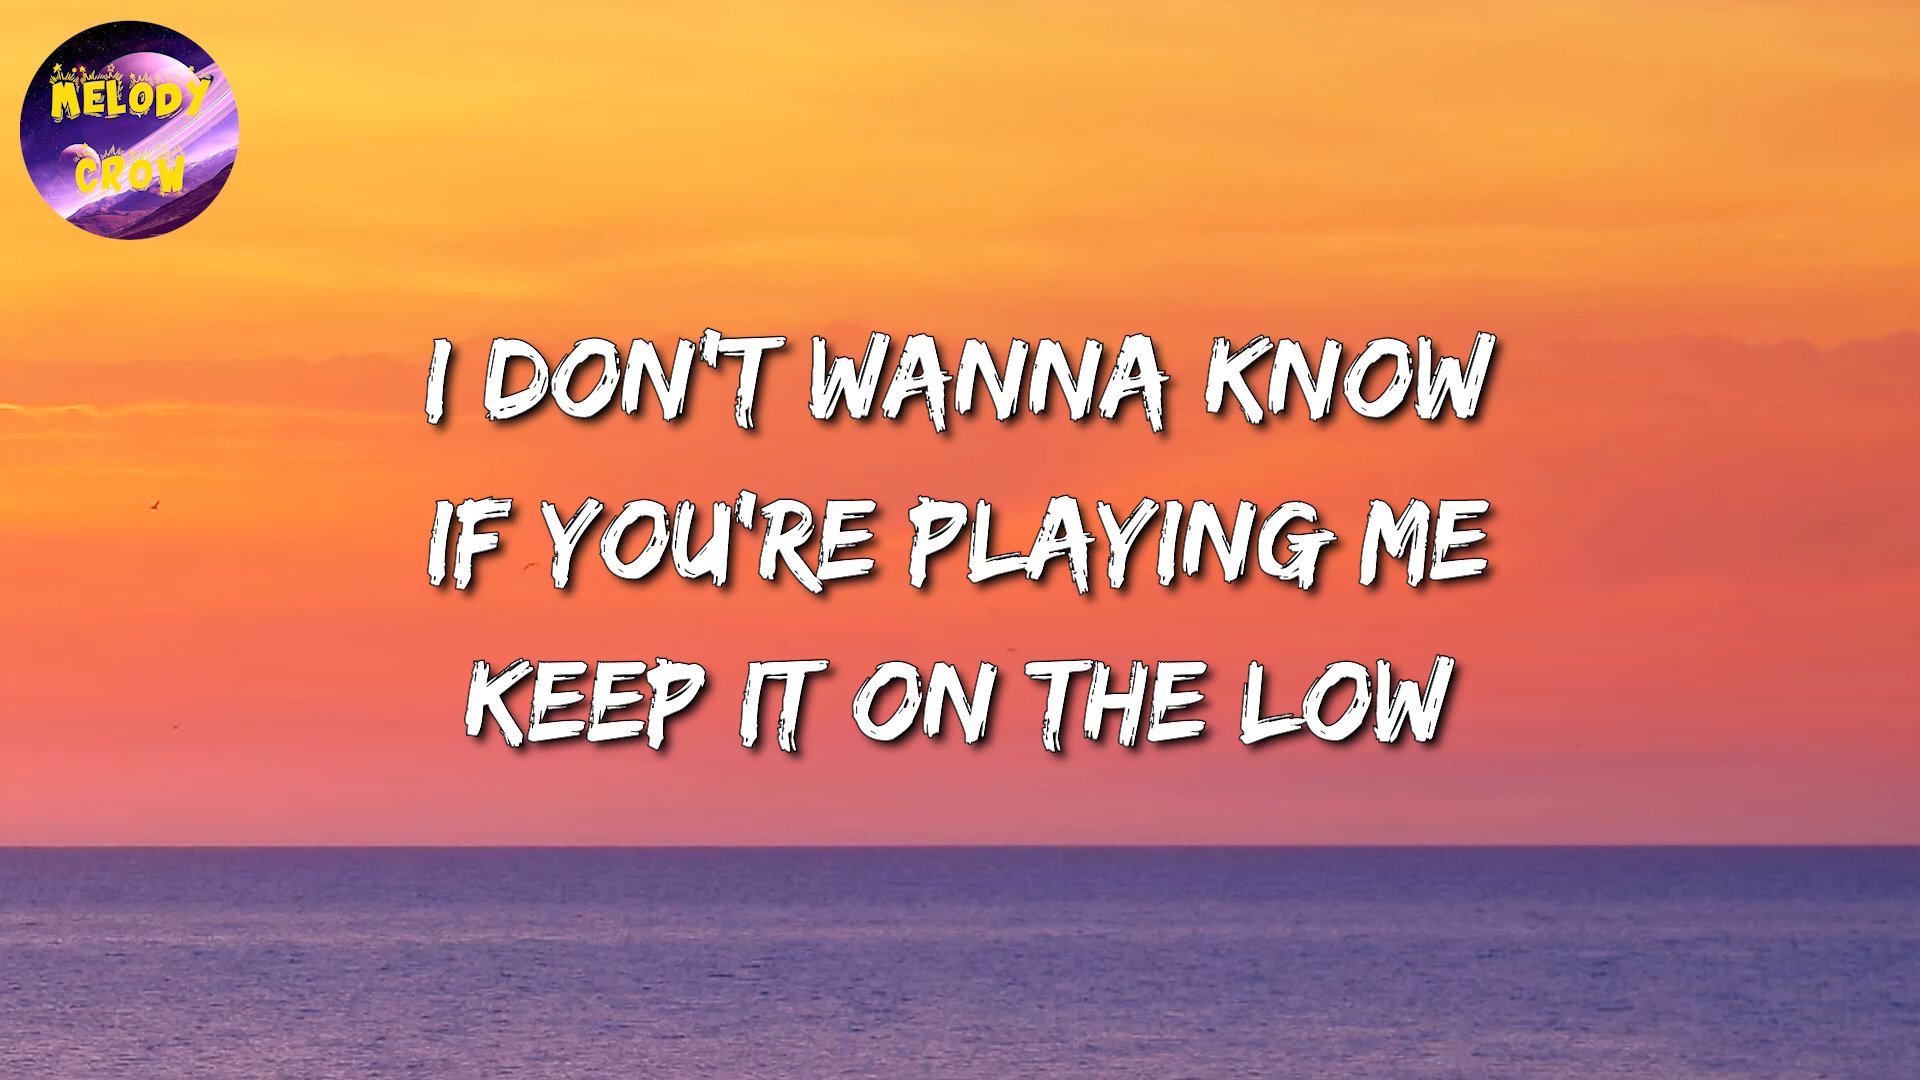 MELODY
CROW
I DON'T WANNA KNOW
IF YOU'RE PLAYING ME
KEEP IT ON THE LOW